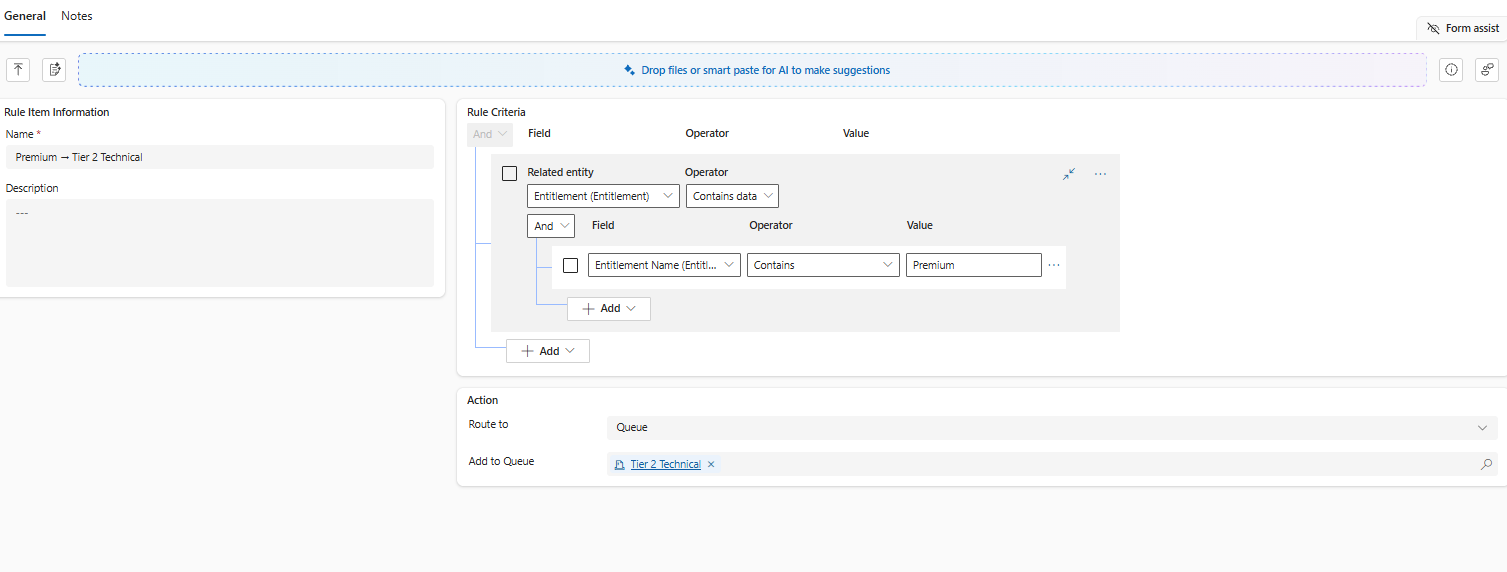 General Notes
Form assist
Drop files or smart paste for AI to make suggestions
Rule Item Information
Name *
Premium → Tier 2 Technical
Description
---
Rule Criteria
And Field Operator Value
Related entity Operator
Entitlement (Entitlement) Contains data
And Field Operator Value
Entitlement Name (Entitl... Contains Premium
Add
Add
Action
Route to Queue
Add to Queue Tier 2 Technical